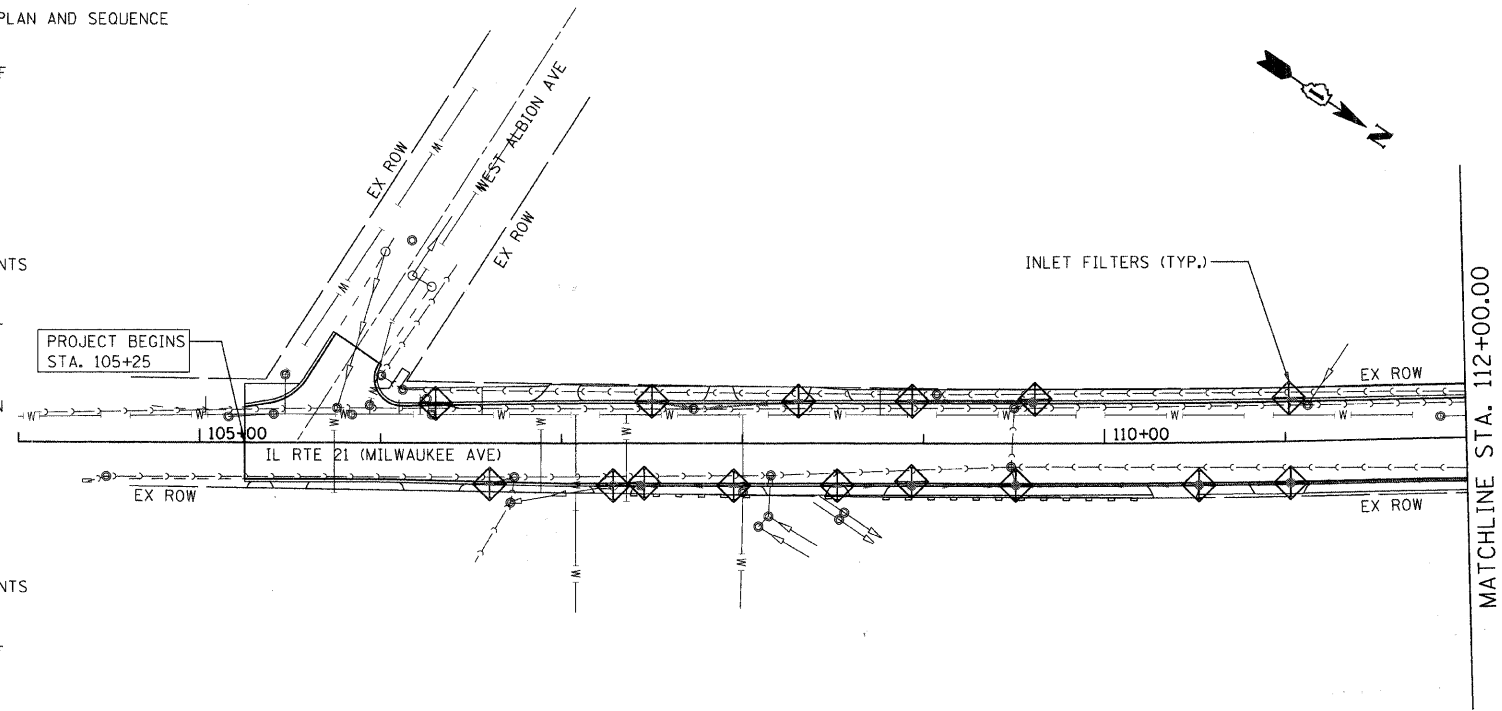 PLAN AND SEQUENCE
WEST ALBION AVE
EX ROW
EX ROW
N
NTS
INLET FILTERS (TYP.)
PROJECT BEGINS
STA. 105+25
EX ROW
W W W W W W W
105+00
110+00
IL RTE 21 (MILWAUKEE AVE)
EX ROW
EX ROW
MATCHLINE STA. 112+00.00
NTS